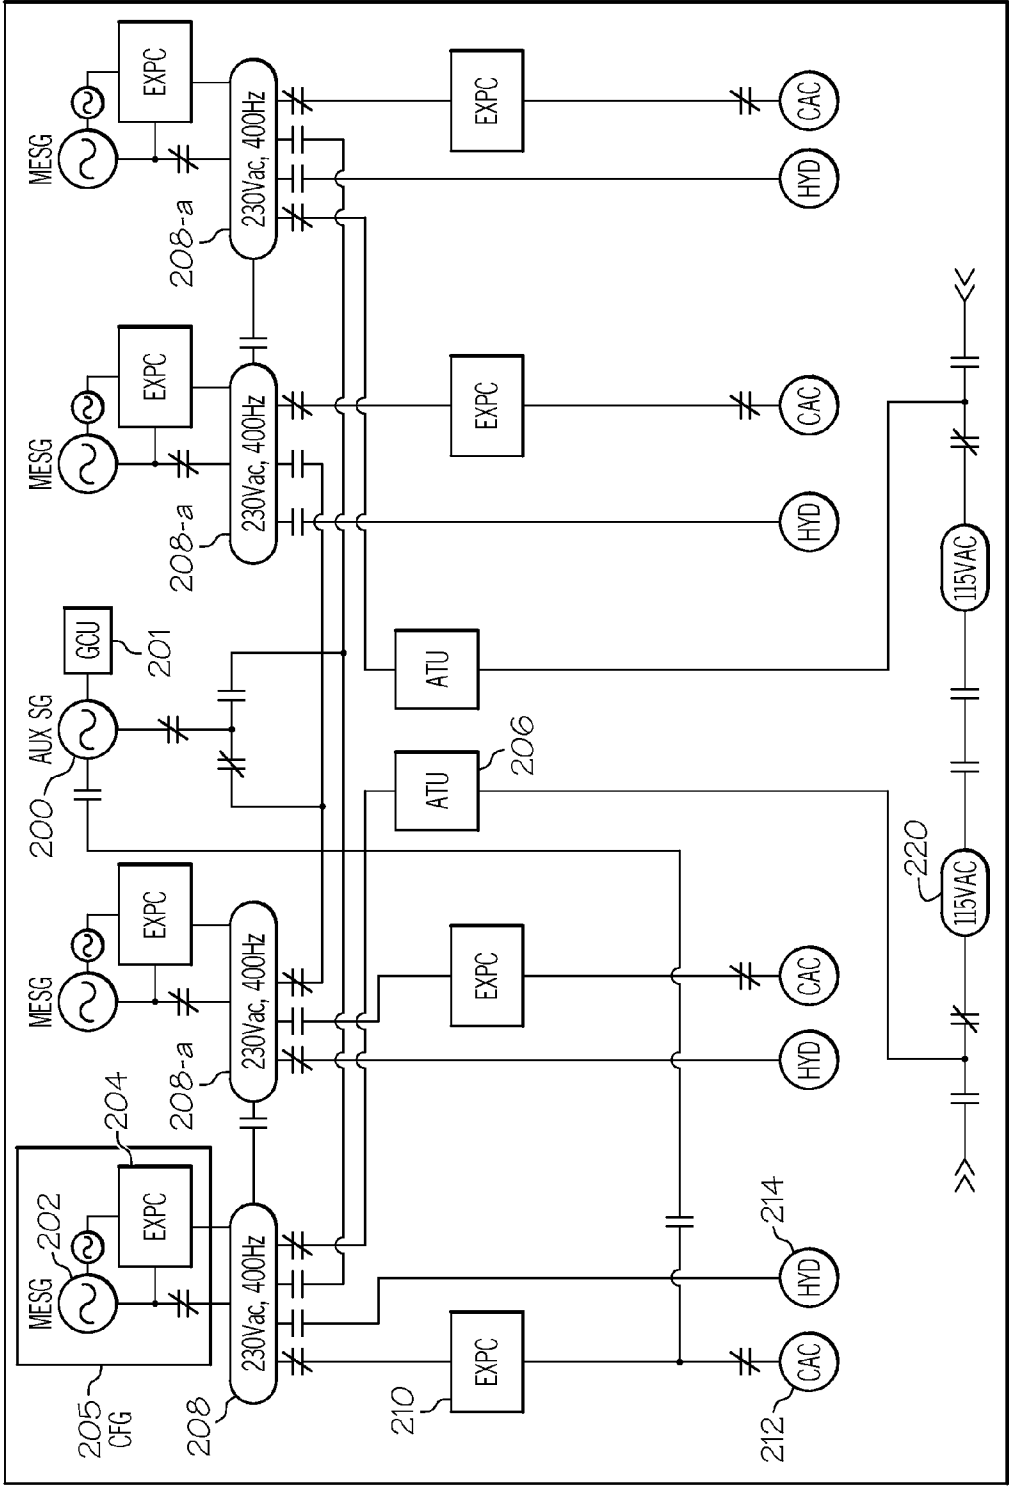 MESG
202
204
EXPC
205
CFG
208
230Vac, 400Hz
MESG
EXPC
208-a
230Vac, 400Hz
AUX SG
200
GCU
201
MESG
EXPC
208-a
230Vac, 400Hz
MESG
EXPC
208-a
230Vac, 400Hz
210
EXPC
EXPC
ATU
206
ATU
EXPC
EXPC
212
CAC
HYD
214
HYD
CAC
HYD
CAC
HYD
CAC
220
115VAC
115VAC